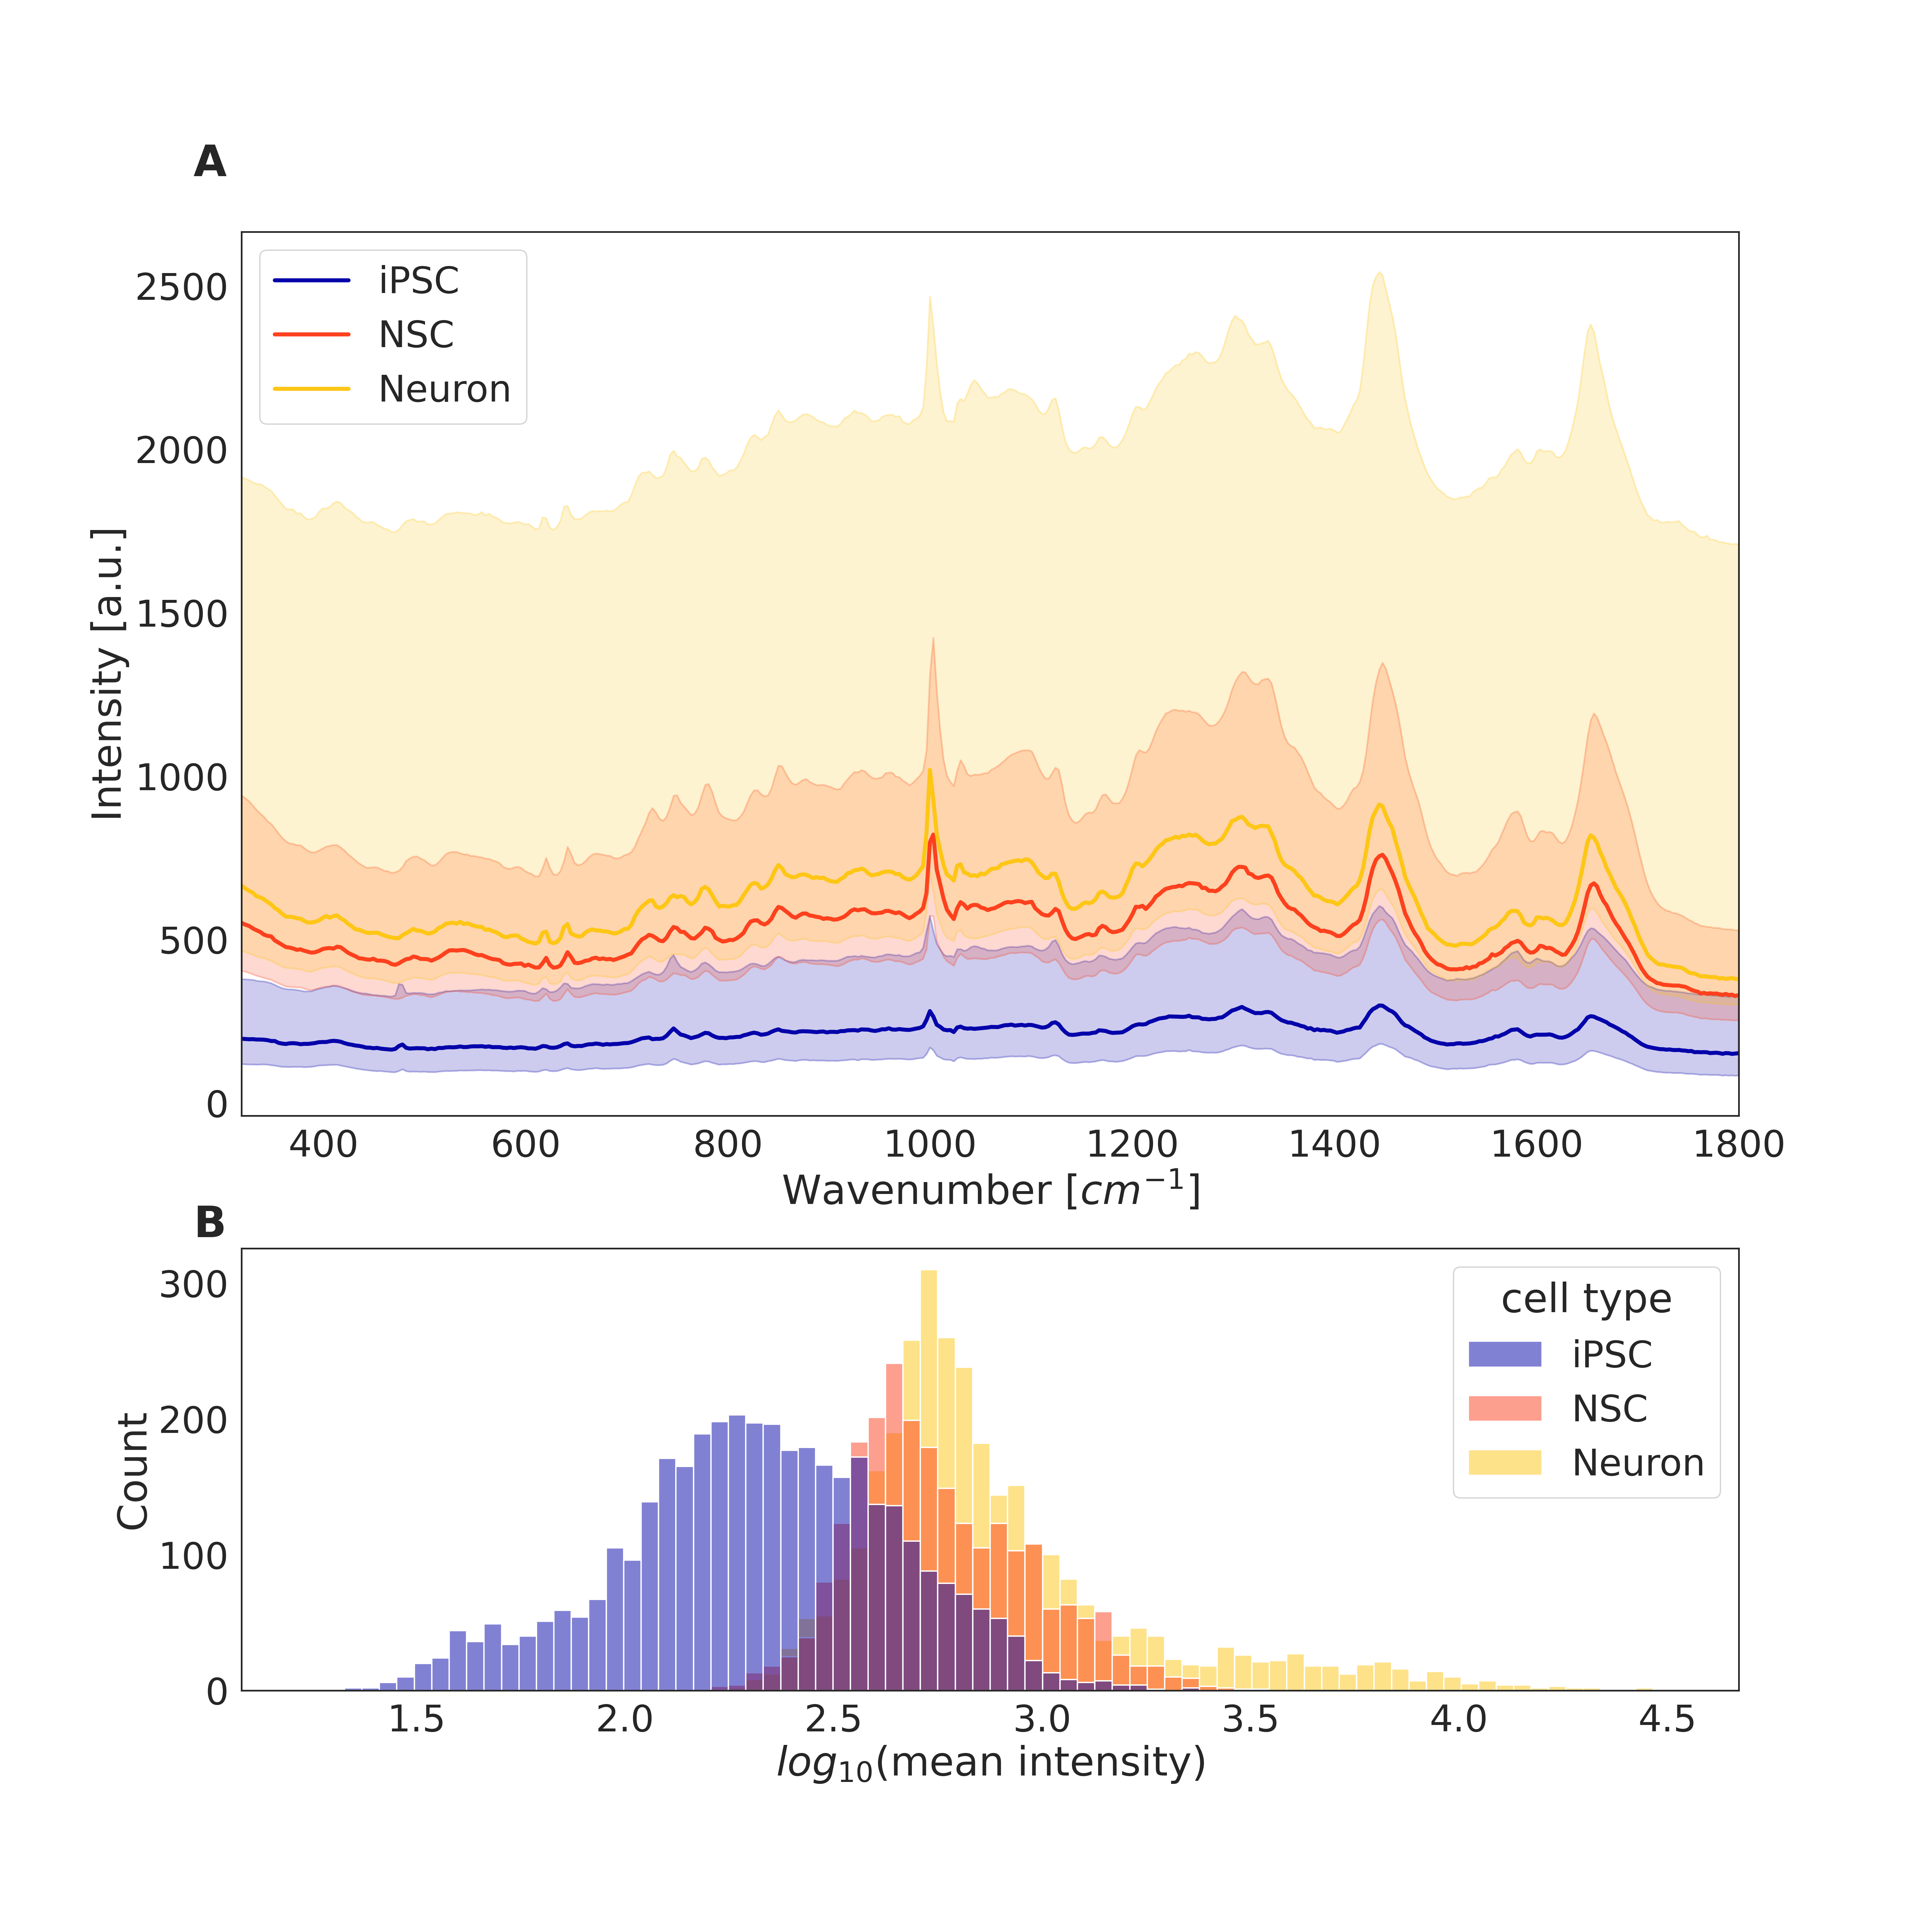 A
iPSC
NSC
Neuron
2500
2000
1500
1000
500
0
Intensity [a.u.]
400 600 800 1000 1200 1400 1600 1800
Wavenumber [cm⁻¹]
B
cell type
iPSC
NSC
Neuron
300
200
100
0
Count
1.5 2.0 2.5 3.0 3.5 4.0 4.5
log₁₀(mean intensity)